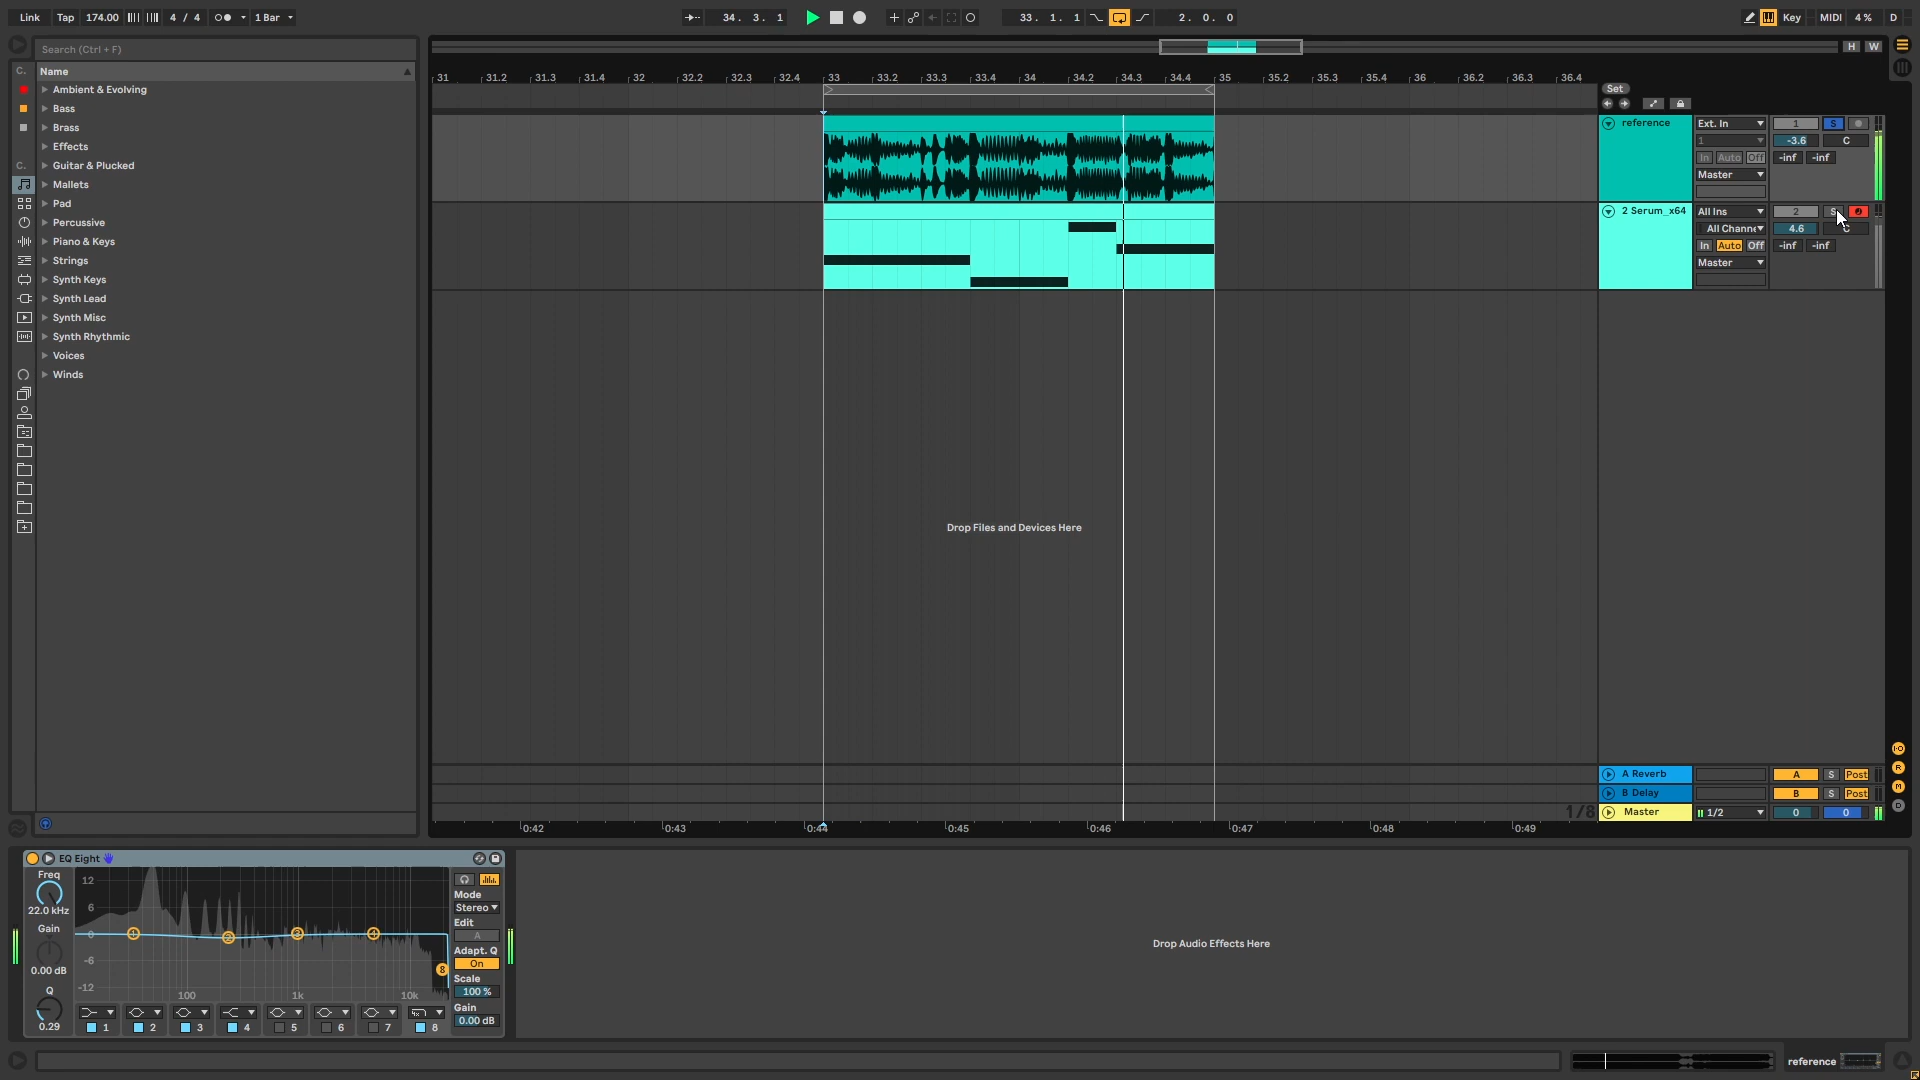 Link Tap 174.00 4 / 4 1 Bar 34. 3. 1 33. 1. 1 2. 0. 0 Key MIDI 4 % D
Search (Ctrl + F)
H W
C. Name
31 31.2 31.3 31.4 32 32.2 32.3 32.4 33 33.2 33.3 33.4 34 34.2 34.3 34.4 35 35.2 35.3 35.4 36 36.2 36.3 36.4
Set
Ambient & Evolving
Bass
Brass
Effects
C. Guitar & Plucked
Mallets
Pad
Percussive
Piano & Keys
Strings
Synth Keys
Synth Lead
Synth Misc
Synth Rhythmic
Voices
Winds
reference Ext. In 1 S
1 -3.6 C
In Auto Off -inf -inf
Master
2 Serum_x64 All Ins 2 S
All Channe 4.6 C
In Auto Off -inf -inf
Master
Drop Files and Devices Here
A Reverb A S Post
B Delay B S Post
1/8 Master 1/2 0 0
0:42 0:43 0:44 0:45 0:46 0:47 0:48 0:49
R
M
D
EQ Eight
Freq
22.0 kHz
Gain
0.00 dB
Q
0.29
12
6
0
-6
-12
100 1k 10k
1 2 3 4 8
1 2 3 4 5 6 7 8
Mode
Stereo
Edit
A
Adapt. Q
On
Scale
100 %
Gain
0.00 dB
Drop Audio Effects Here
reference